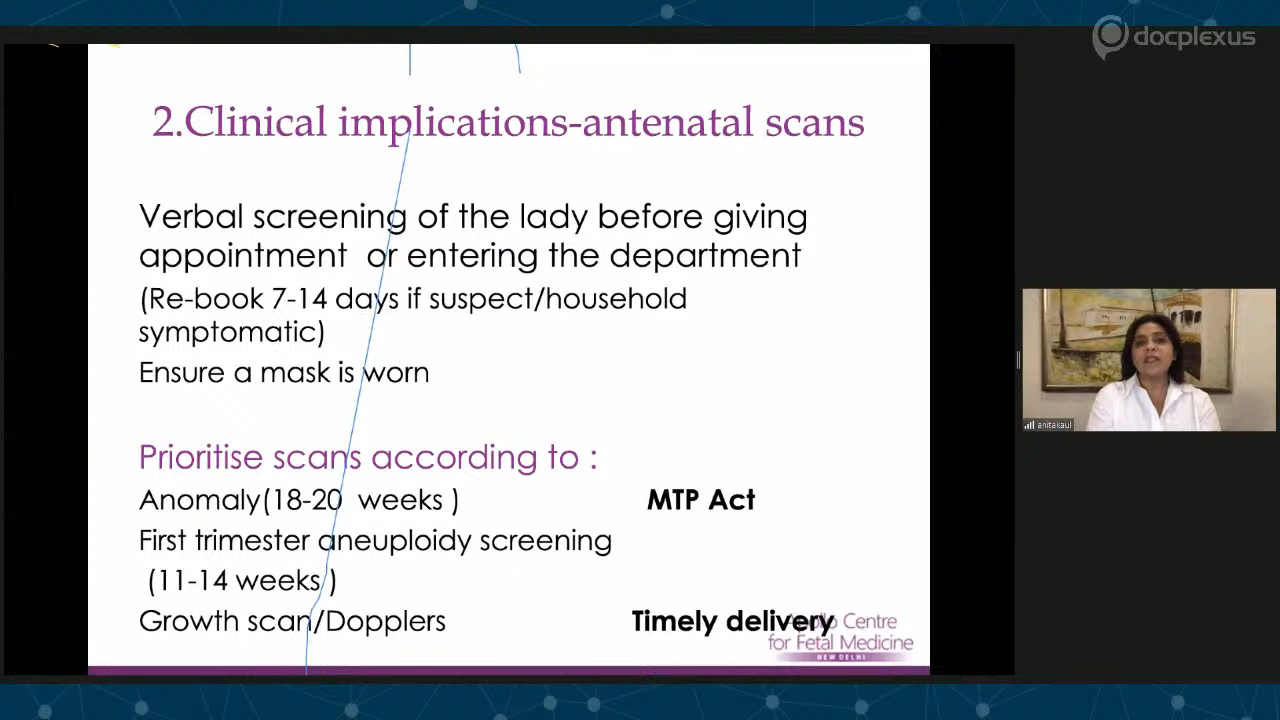 docplexus
2.Clinical implications-antenatal scans
Verbal screening of the lady before giving
appointment or entering the department
(Re-book 7-14 days if suspect/household
symptomatic)
Ensure a mask is worn
anitakaul
Prioritise scans according to :
Anomaly(18-20 weeks ) MTP Act
First trimester aneuploidy screening
(11-14 weeks )
Growth scan/Dopplers Timely delivery
Apollo Centre
for Fetal Medicine
NEW DELHI